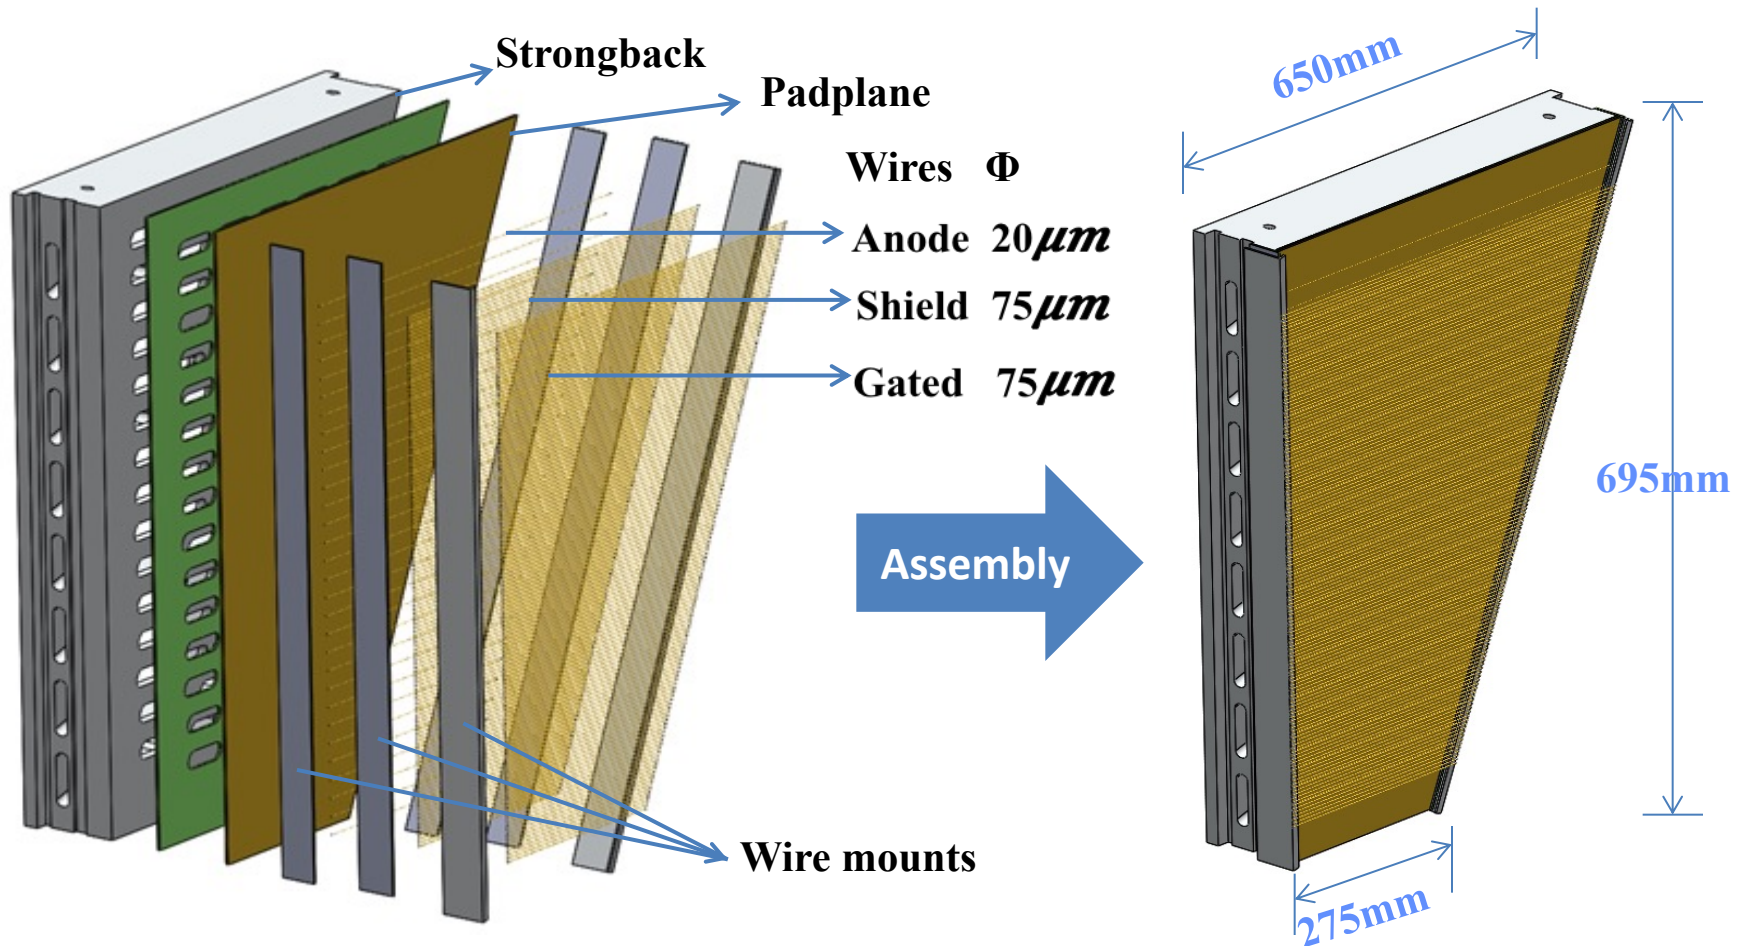 Strongback
Padplane
Wires Φ
Anode 20μm
Shield 75μm
Gated 75μm
Wire mounts
Assembly
650mm
695mm
275mm